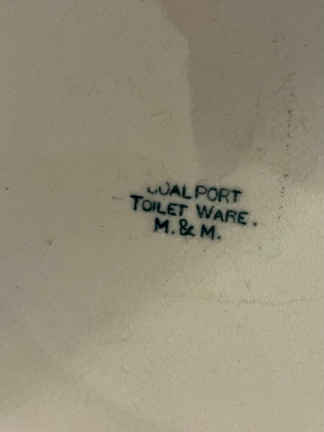 COALPORT
TOILET WARE.
M. & M.